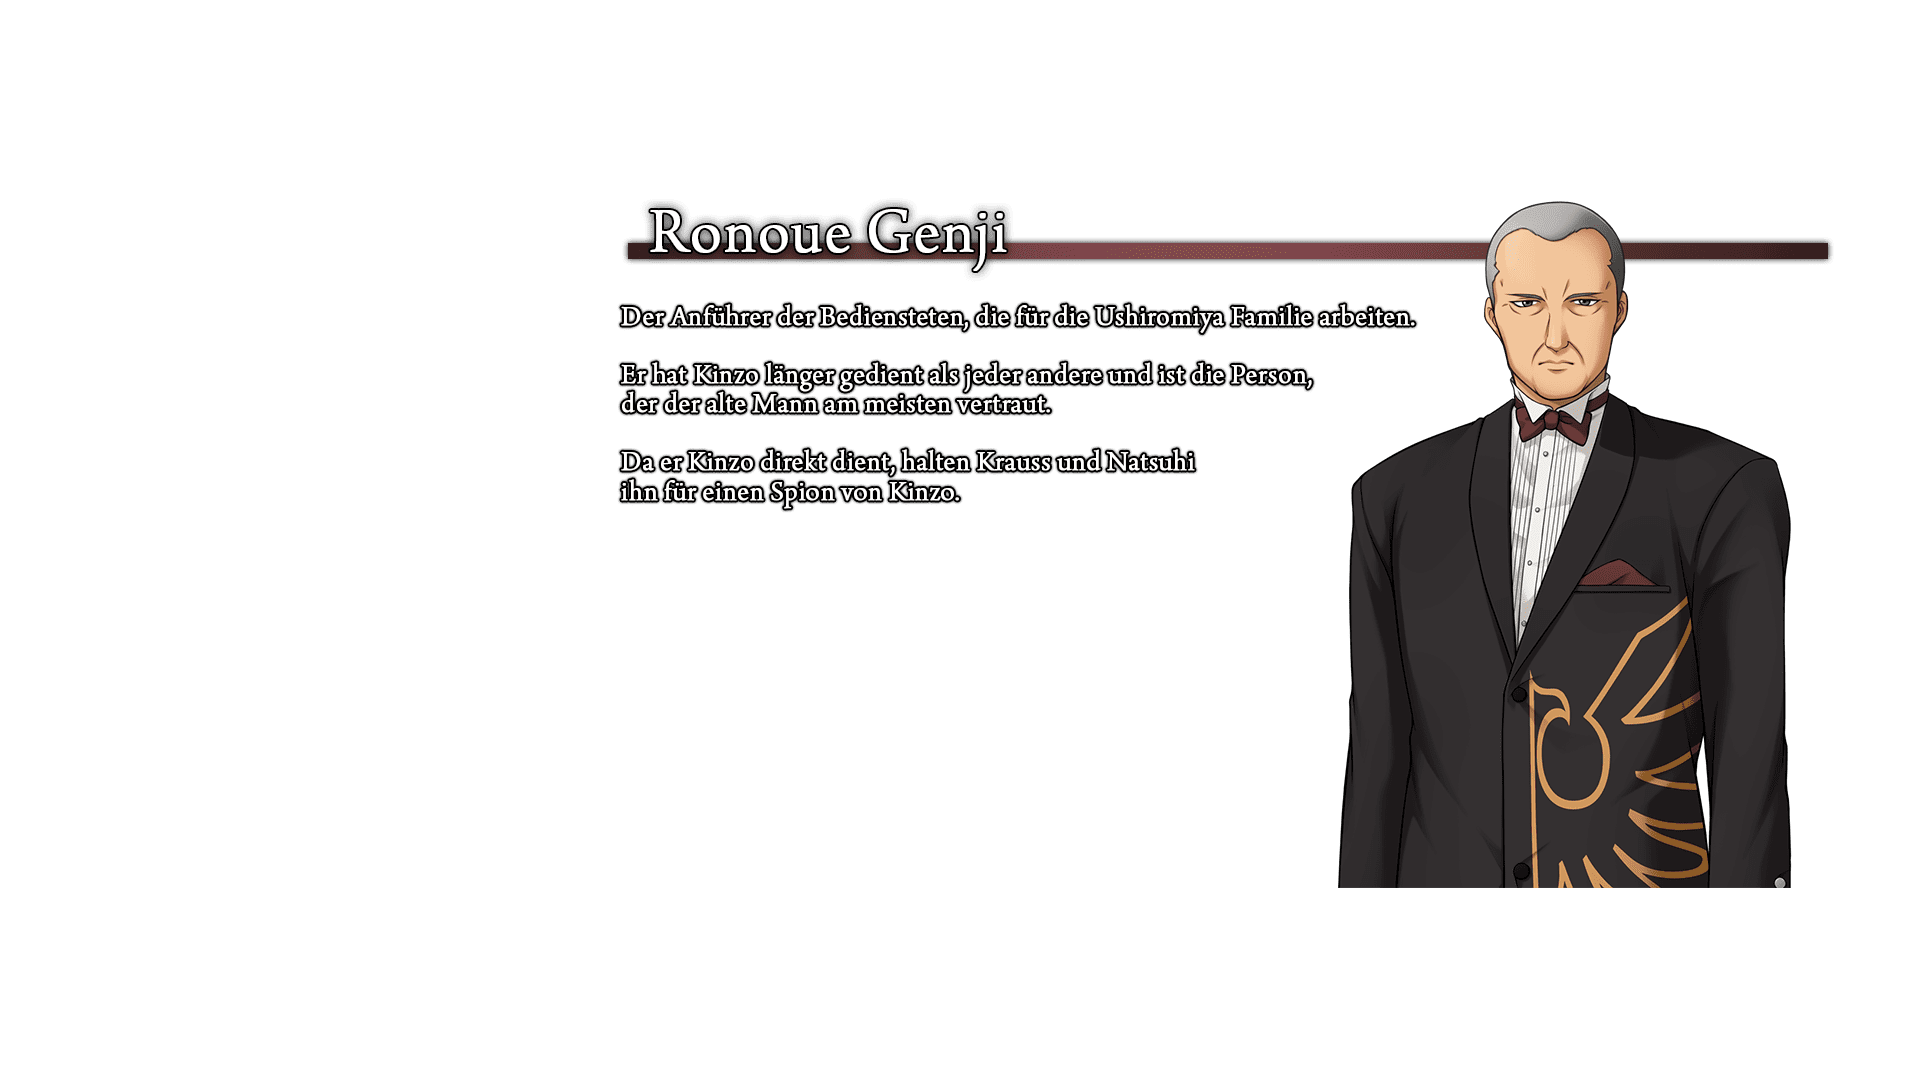 Ronoue Genji
Der Anführer der Bediensteten, die für die Ushiromiya Familie arbeiten.
Er hat Kinzo länger gedient als jeder andere und ist die Person,
der der alte Mann am meisten vertraut.
Da er Kinzo direkt dient, halten Krauss und Natsuhi
ihn für einen Spion von Kinzo.